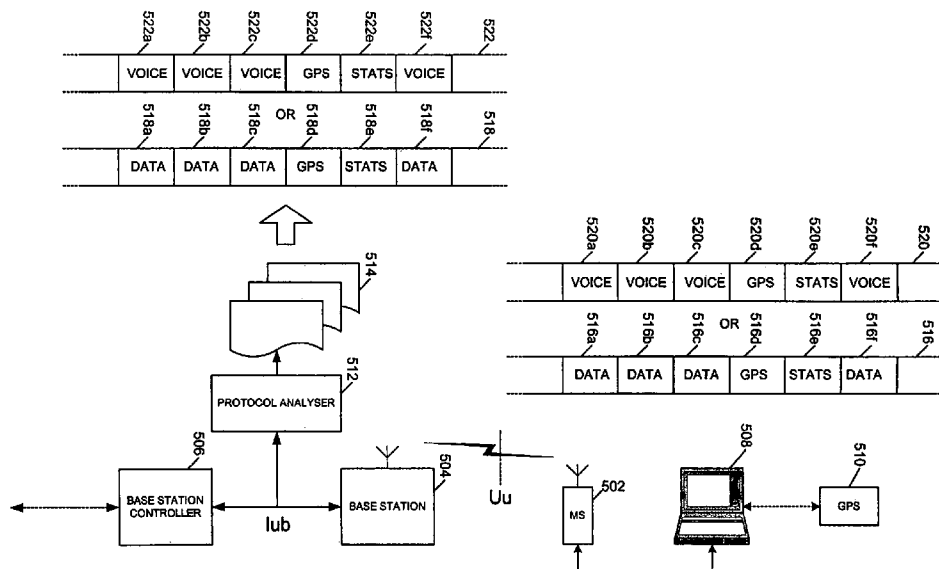 522a 522b 522c 522d 522e 522f 522
VOICE VOICE VOICE GPS STATS VOICE
OR
518a 518b 518c 518d 518e 518f 518
DATA DATA DATA GPS STATS DATA
520a 520b 520c 520d 520e 520f 520
VOICE VOICE VOICE GPS STATS VOICE
OR
516a 516b 516c 516d 516e 516f 516
DATA DATA DATA GPS STATS DATA
514
512
PROTOCOL ANALYSER
506
BASE STATION
CONTROLLER
Iub
504
BASE STATION
Uu
502
MS
508
510
GPS